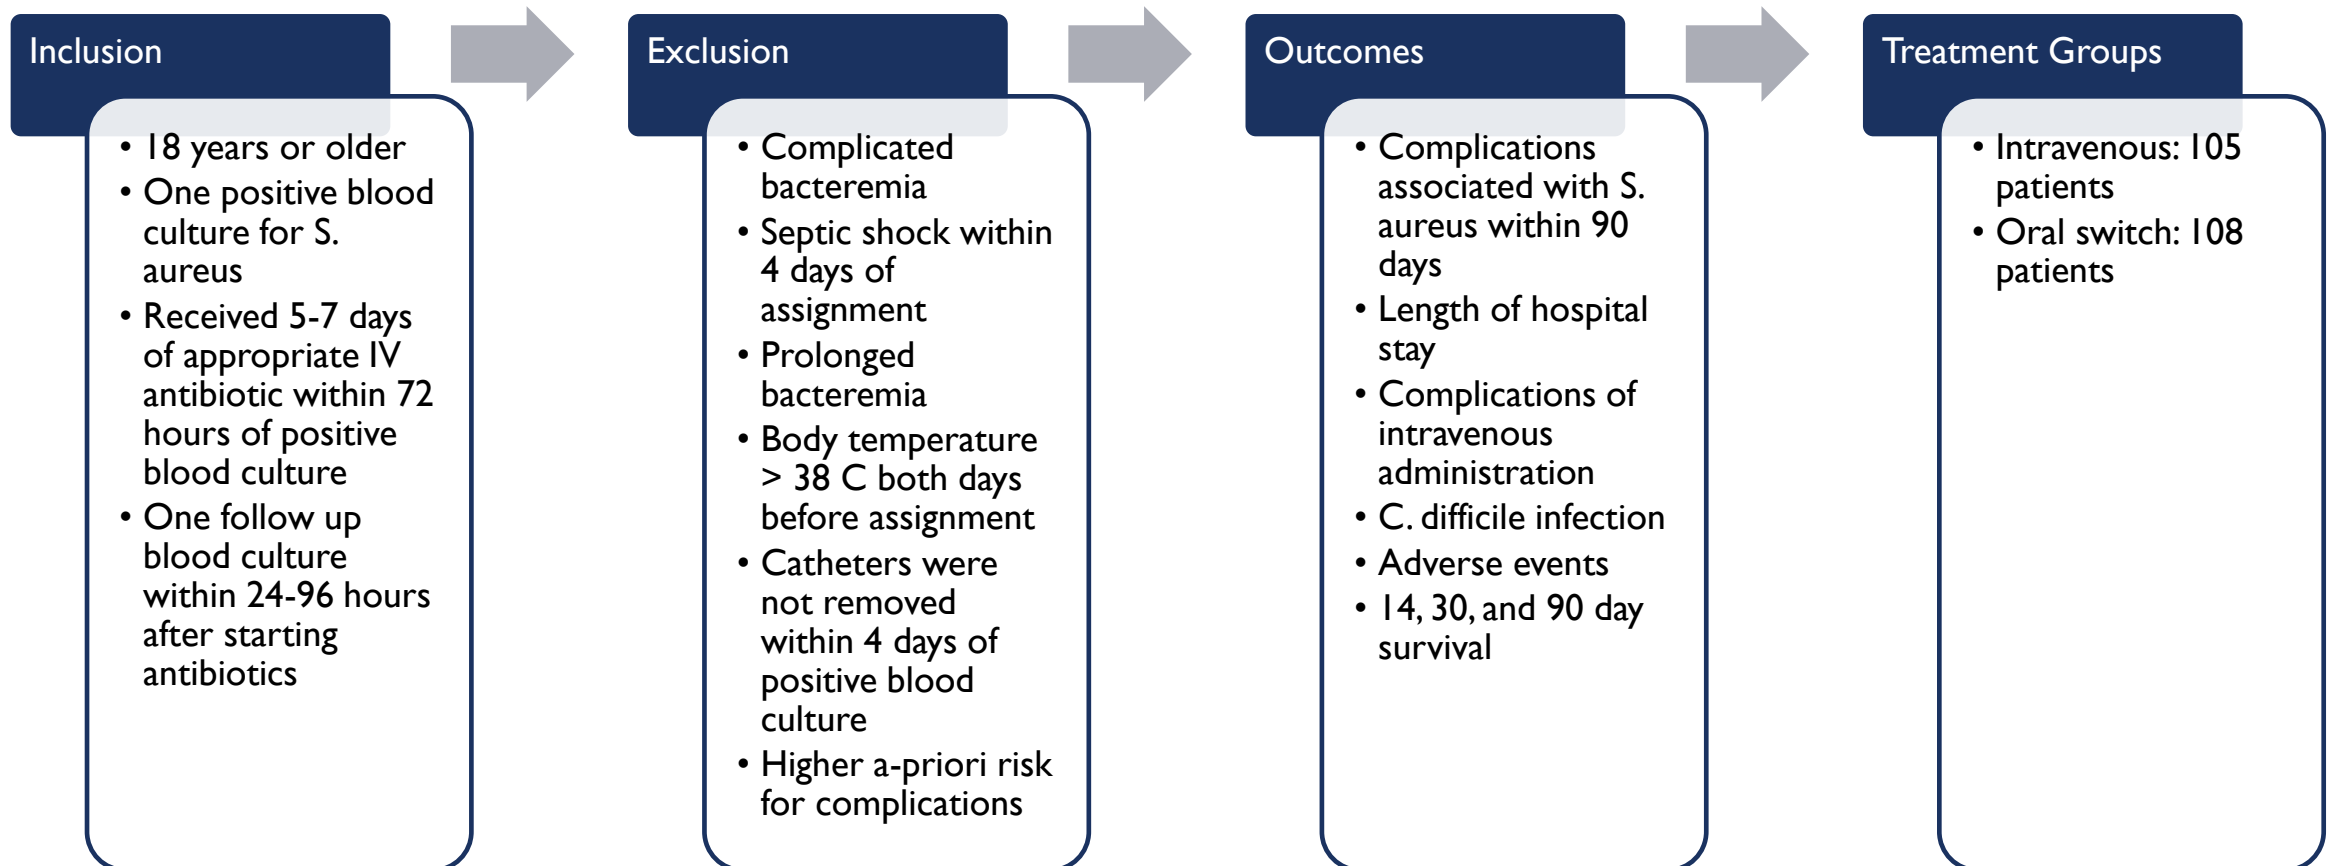 Inclusion
• 18 years or older
• One positive blood
culture for S.
aureus
• Received 5-7 days
of appropriate IV
antibiotic within 72
hours of positive
blood culture
• One follow up
blood culture
within 24-96 hours
after starting
antibiotics
Exclusion
• Complicated
bacteremia
• Septic shock within
4 days of
assignment
• Prolonged
bacteremia
• Body temperature
> 38 C both days
before assignment
• Catheters were
not removed
within 4 days of
positive blood
culture
• Higher a-priori risk
for complications
Outcomes
• Complications
associated with S.
aureus within 90
days
• Length of hospital
stay
• Complications of
intravenous
administration
• C. difficile infection
• Adverse events
• 14, 30, and 90 day
survival
Treatment Groups
• Intravenous: 105
patients
• Oral switch: 108
patients